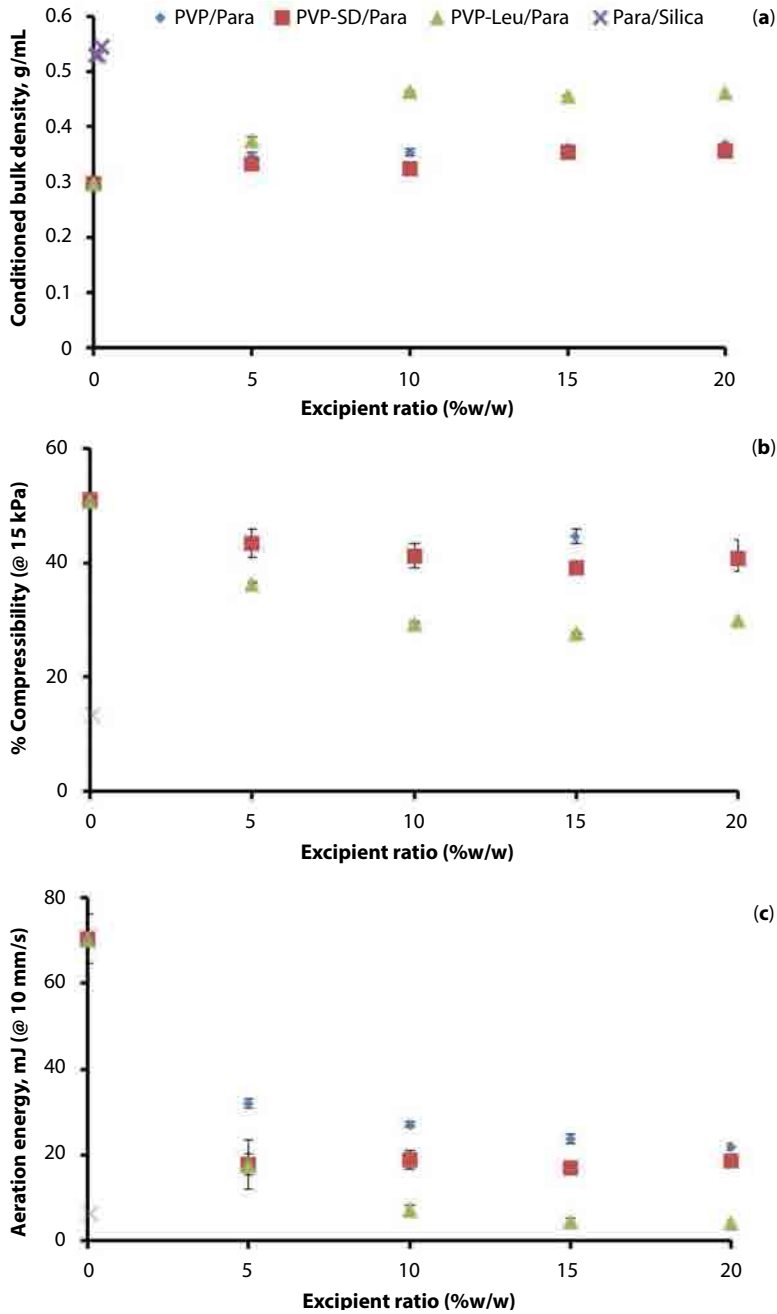 PVP/Para PVP-SD/Para PVP-Leu/Para Para/Silica (a)
Conditioned bulk density, g/mL
0.6
0.5
0.4
0.3
0.2
0.1
0
0 5 10 15 20
Excipient ratio (%w/w)
(b)
% Compressibility (@ 15 kPa)
60
40
20
0
0 5 10 15 20
Excipient ratio (%w/w)
(c)
Aeration energy, mJ (@ 10 mm/s)
80
60
40
20
0
0 5 10 15 20
Excipient ratio (%w/w)